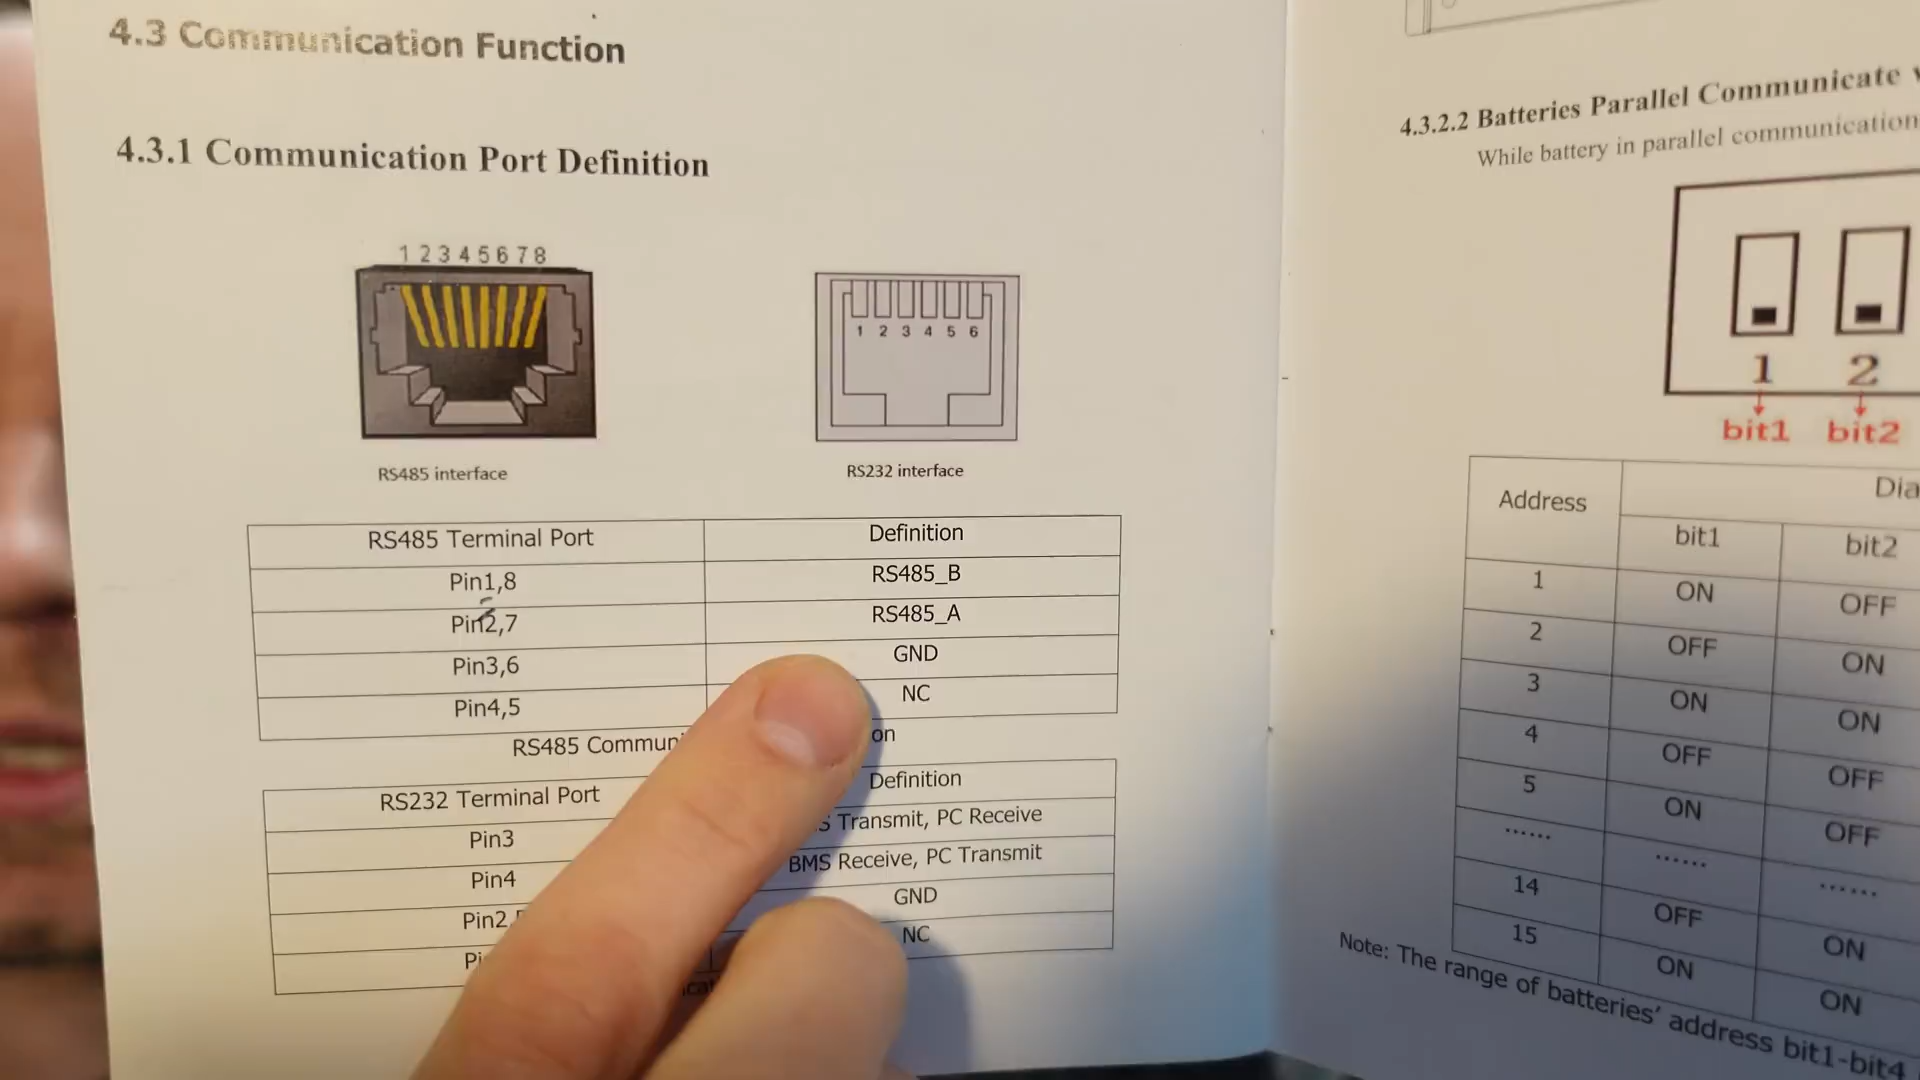 4.3 Communication Function
4.3.1 Communication Port Definition
1 2 3 4 5 6 7 8
1 2 3 4 5 6
RS485 interface
RS232 interface
RS485 Terminal Port Definition
Pin1,8 RS485_B
Pin2,7 RS485_A
Pin3,6 GND
Pin4,5 NC
RS485
RS232 Terminal Port Definition
Pin3 Transmit, PC Receive
Pin4 BMS Receive, PC Transmit
Pin2 GND
NC
4.3.2.2 Batteries Parallel Communicate
While battery in parallel communication
1 2
bit1 bit2
Address
bit1 bit2
1 ON OFF
2 OFF ON
3 ON ON
4 OFF OFF
5 ON OFF
...... ...... ......
14 OFF ON
15 ON ON
Note: The range of batteries' address bit1-bit4